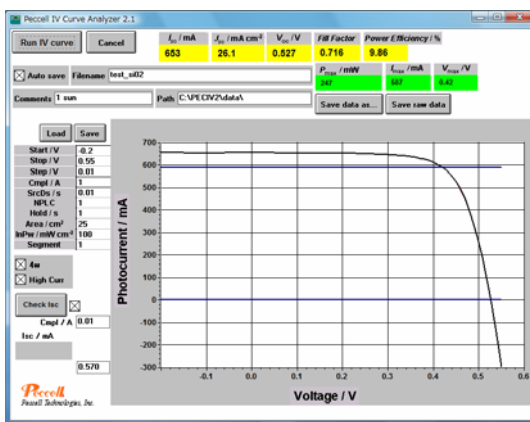 Peccell IV Curve Analyzer 2.1
Run IV curve Cancel
Isc / mA Jsc / mA cm-2 Voc / V Fill Factor Power Efficiency / %
653 26.1 0.527 0.716 9.86
Auto save Filename test_si02
Pmax / mW Imax / mA Vmax / V
247 587 0.42
Comments 1 sun Path C:\PECIV2\data\ Save data as... Save raw data
Load Save
Start / V -0.2
Stop / V 0.55
Step / V 0.01
Cmpl / A 1
SrcDs / s 0.01
NPLC 1
Hold / s 1
Area / cm2 25
InPw / mW cm-2 100
Segment 1
4w
High Curr
Check Isc
Cmpl / A 0.01
Isc / mA
0.570
Peccell
Peccell Technologies, Inc.
Photocurrent / mA
700
600
500
400
300
200
100
0
-100
-200
-300
-0.1 0.0 0.1 0.2 0.3 0.4 0.5 0.6
Voltage / V